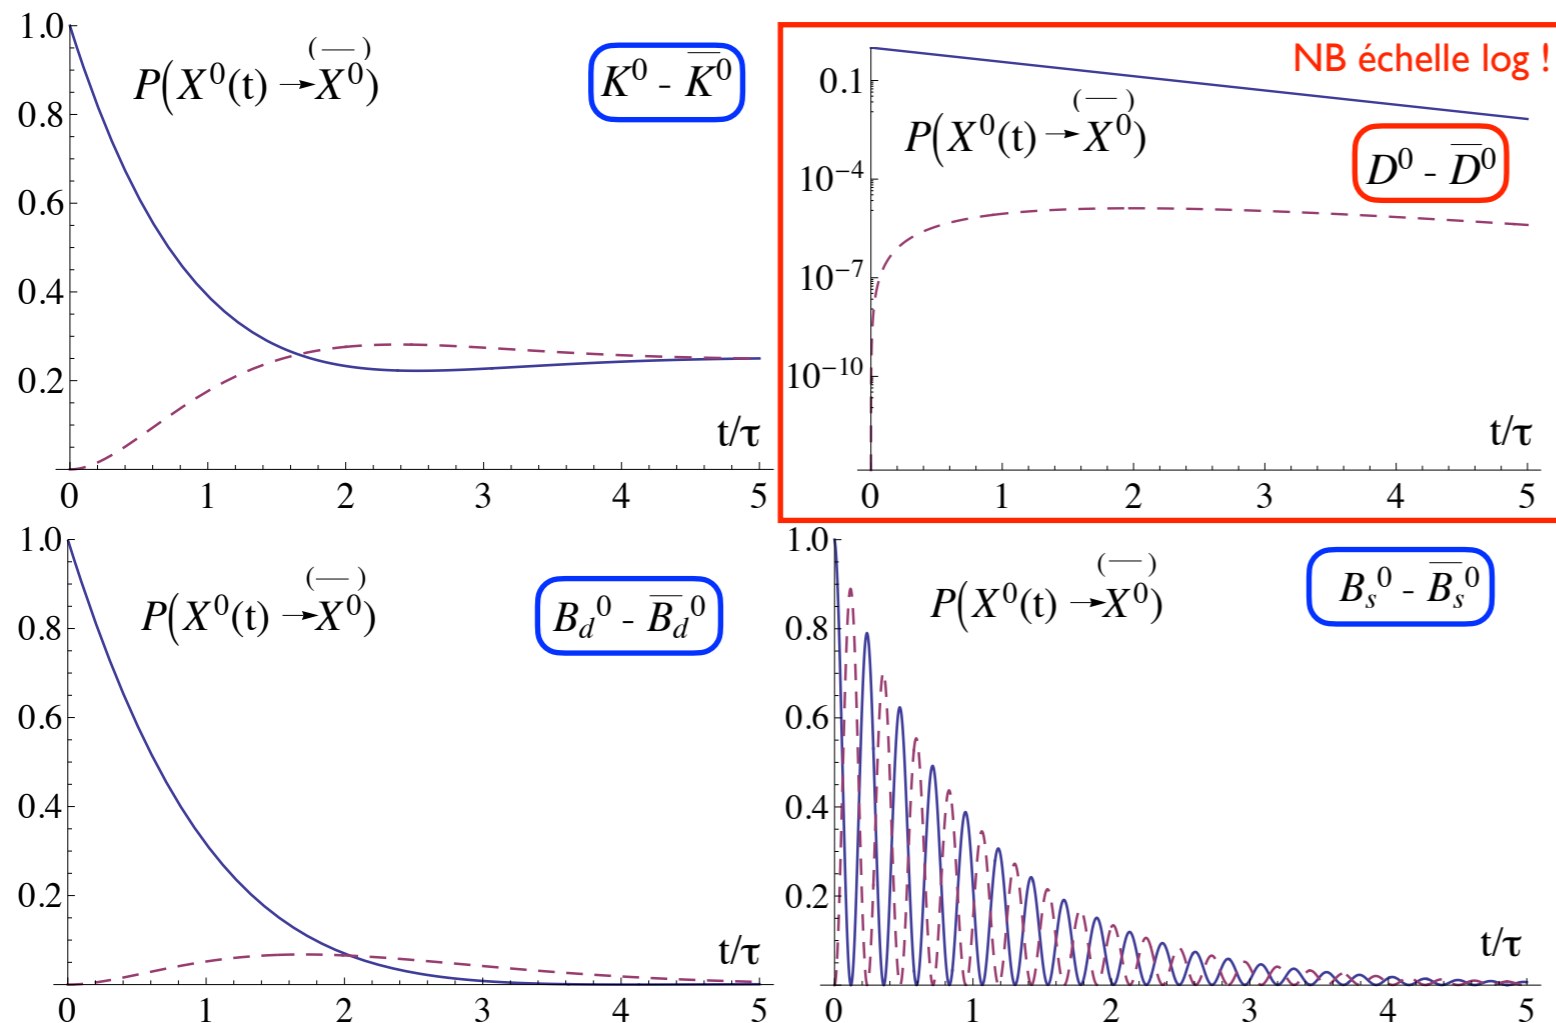 1.0
0.8
0.6
0.4
0.2
0 1 2 3 4 5
P(X⁰(t) → (—) X⁰)
K⁰ - K̅⁰
t/τ
NB échelle log !
0.1
10⁻⁴
10⁻⁷
10⁻¹⁰
0 1 2 3 4 5
P(X⁰(t) → (—) X⁰)
D⁰ - D̅⁰
t/τ
1.0
0.8
0.6
0.4
0.2
0 1 2 3 4 5
P(X⁰(t) → (—) X⁰)
B_d⁰ - B̅_d⁰
t/τ
1.0
0.8
0.6
0.4
0.2
0 1 2 3 4 5
P(X⁰(t) → (—) X⁰)
B_s⁰ - B̅_s⁰
t/τ